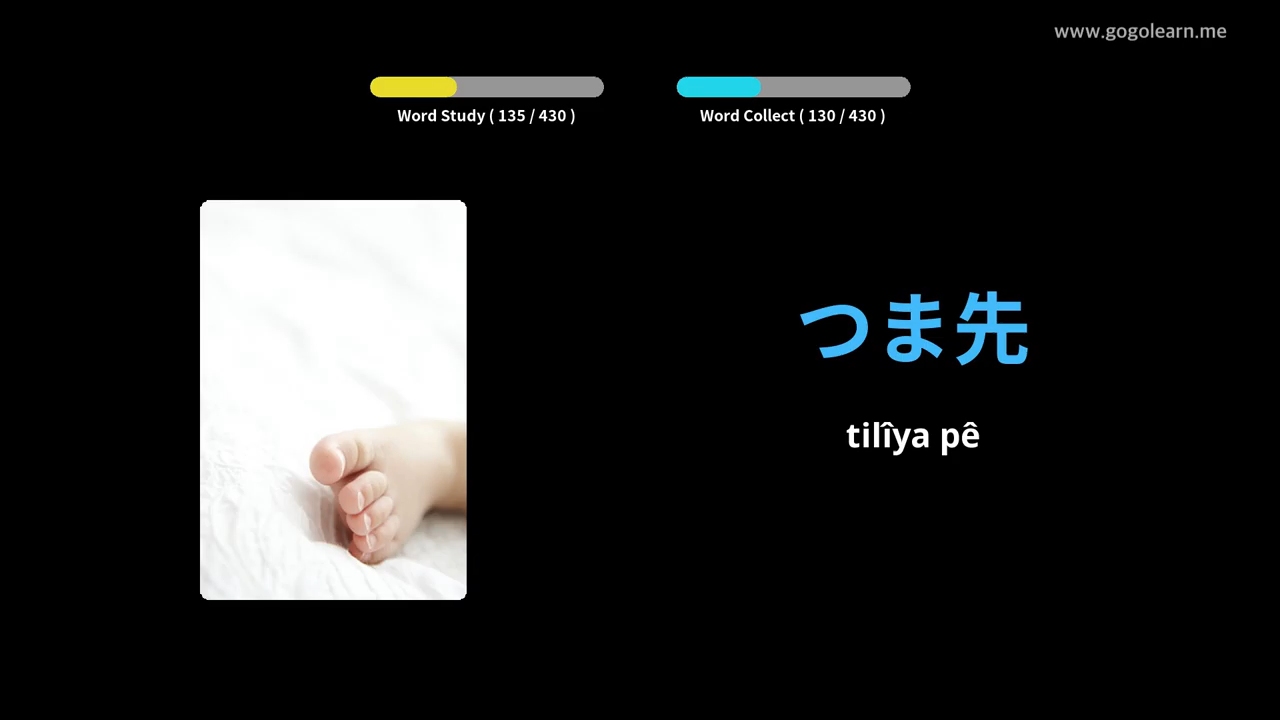 www.gogolearn.me
Word Study ( 135 / 430 )
Word Collect ( 130 / 430 )
つま先
tilîya pê